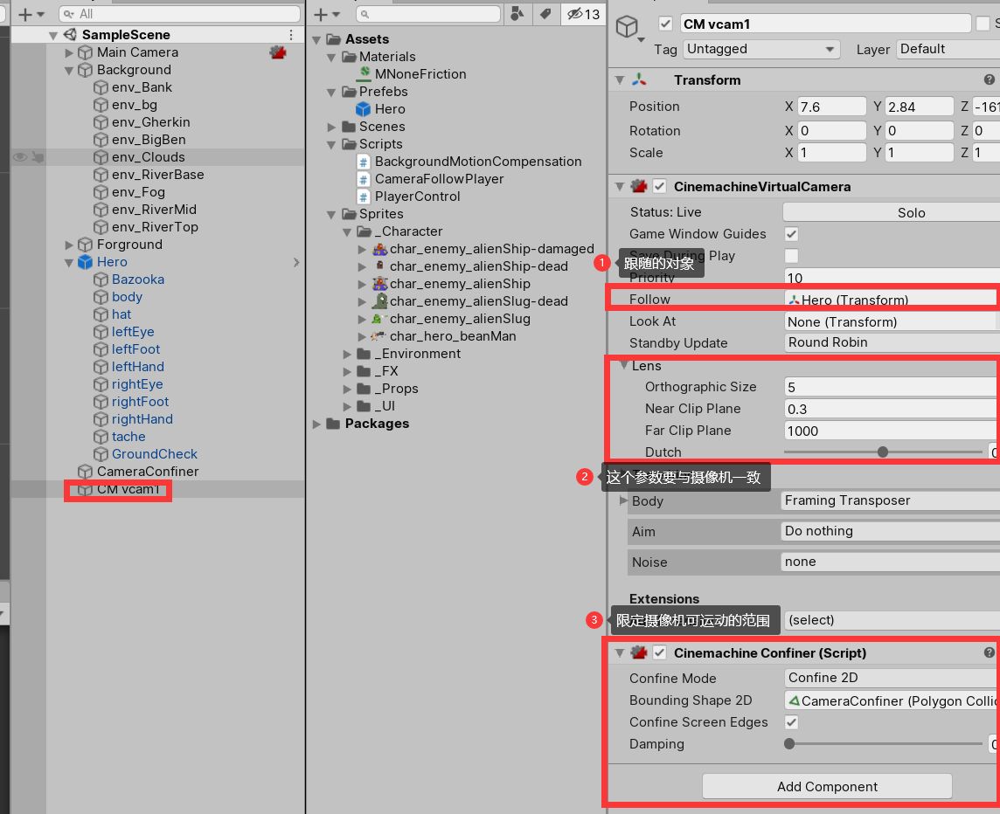 All
SampleScene
Main Camera
Background
env_Bank
env_bg
env_Gherkin
env_BigBen
env_Clouds
env_RiverBase
env_Fog
env_RiverMid
env_RiverTop
Forground
Hero
Bazooka
body
hat
leftEye
leftFoot
leftHand
rightEye
rightFoot
rightHand
tache
GroundCheck
CameraConfiner
CM vcam1
13
Assets
Materials
MNoneFriction
Prefebs
Hero
Scenes
Scripts
# BackgroundMotionCompensation
# CameraFollowPlayer
# PlayerControl
Sprites
_Character
char_enemy_alienShip-damaged
char_enemy_alienShip-dead
char_enemy_alienShip
char_enemy_alienSlug-dead
char_enemy_alienSlug
char_hero_beanMan
_Environment
_FX
_Props
_UI
Packages
CM vcam1 S
Tag Untagged Layer Default
Transform
Position X 7.6 Y 2.84 Z -161
Rotation X 0 Y 0 Z 0
Scale X 1 Y 1 Z 1
CinemachineVirtualCamera
Status: Live Solo
Game Window Guides
Save During Play
1 跟随的对象
Priority 10
Follow Hero (Transform)
Look At None (Transform)
Standby Update Round Robin
Lens
Orthographic Size 5
Near Clip Plane 0.3
Far Clip Plane 1000
Dutch 0
2 这个参数要与摄像机一致
Body Framing Transposer
Aim Do nothing
Noise none
Extensions
3 限定摄像机可运动的范围 (select)
Cinemachine Confiner (Script)
Confine Mode Confine 2D
Bounding Shape 2D CameraConfiner (Polygon Collic
Confine Screen Edges
Damping 0
Add Component